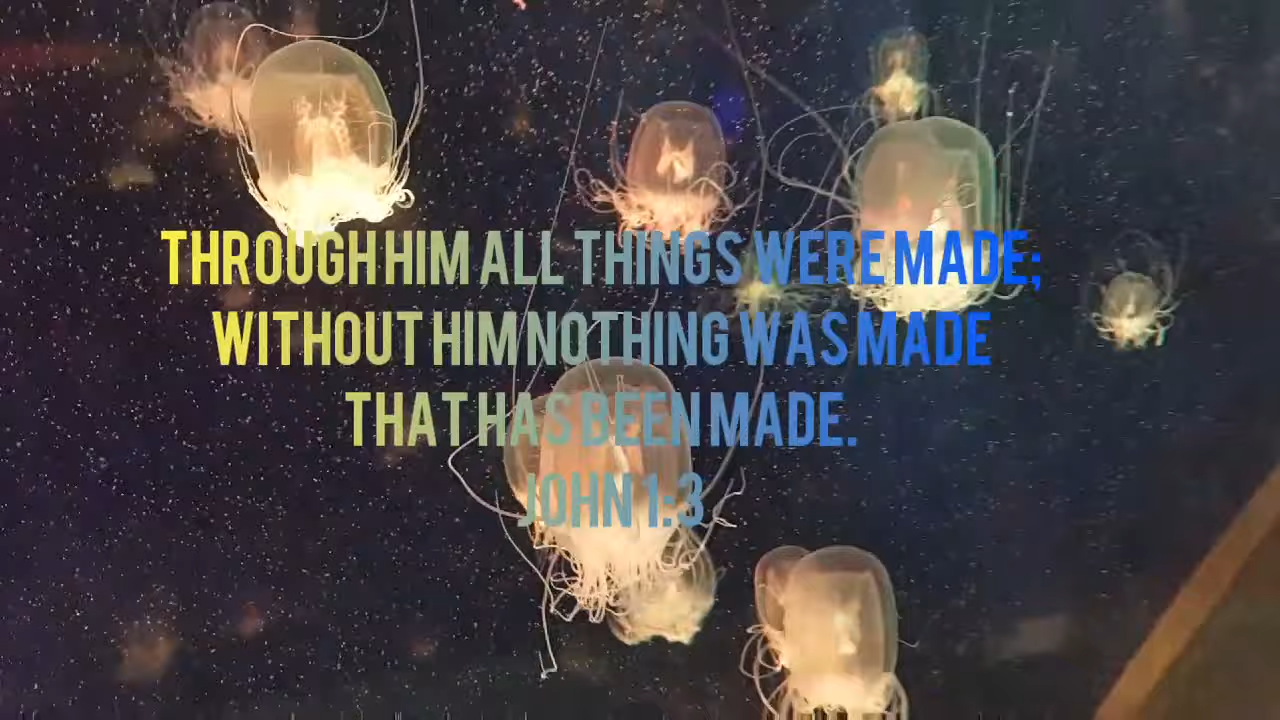 THROUGH HIM ALL THINGS WERE MADE;
WITHOUT HIM NOTHING WAS MADE
THAT HAS BEEN MADE.
JOHN 1:3